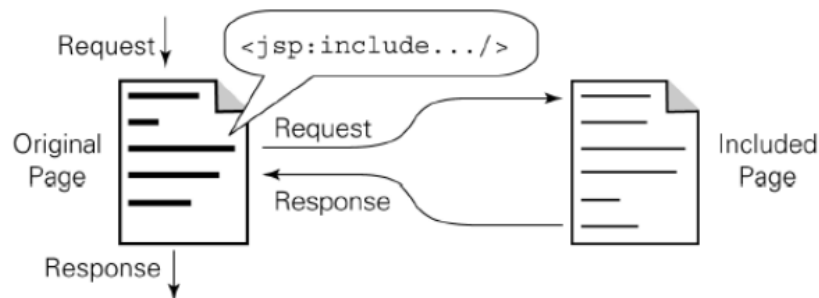 Request
<jsp:include.../>
Original
Page
Request
Response
Included
Page
Response